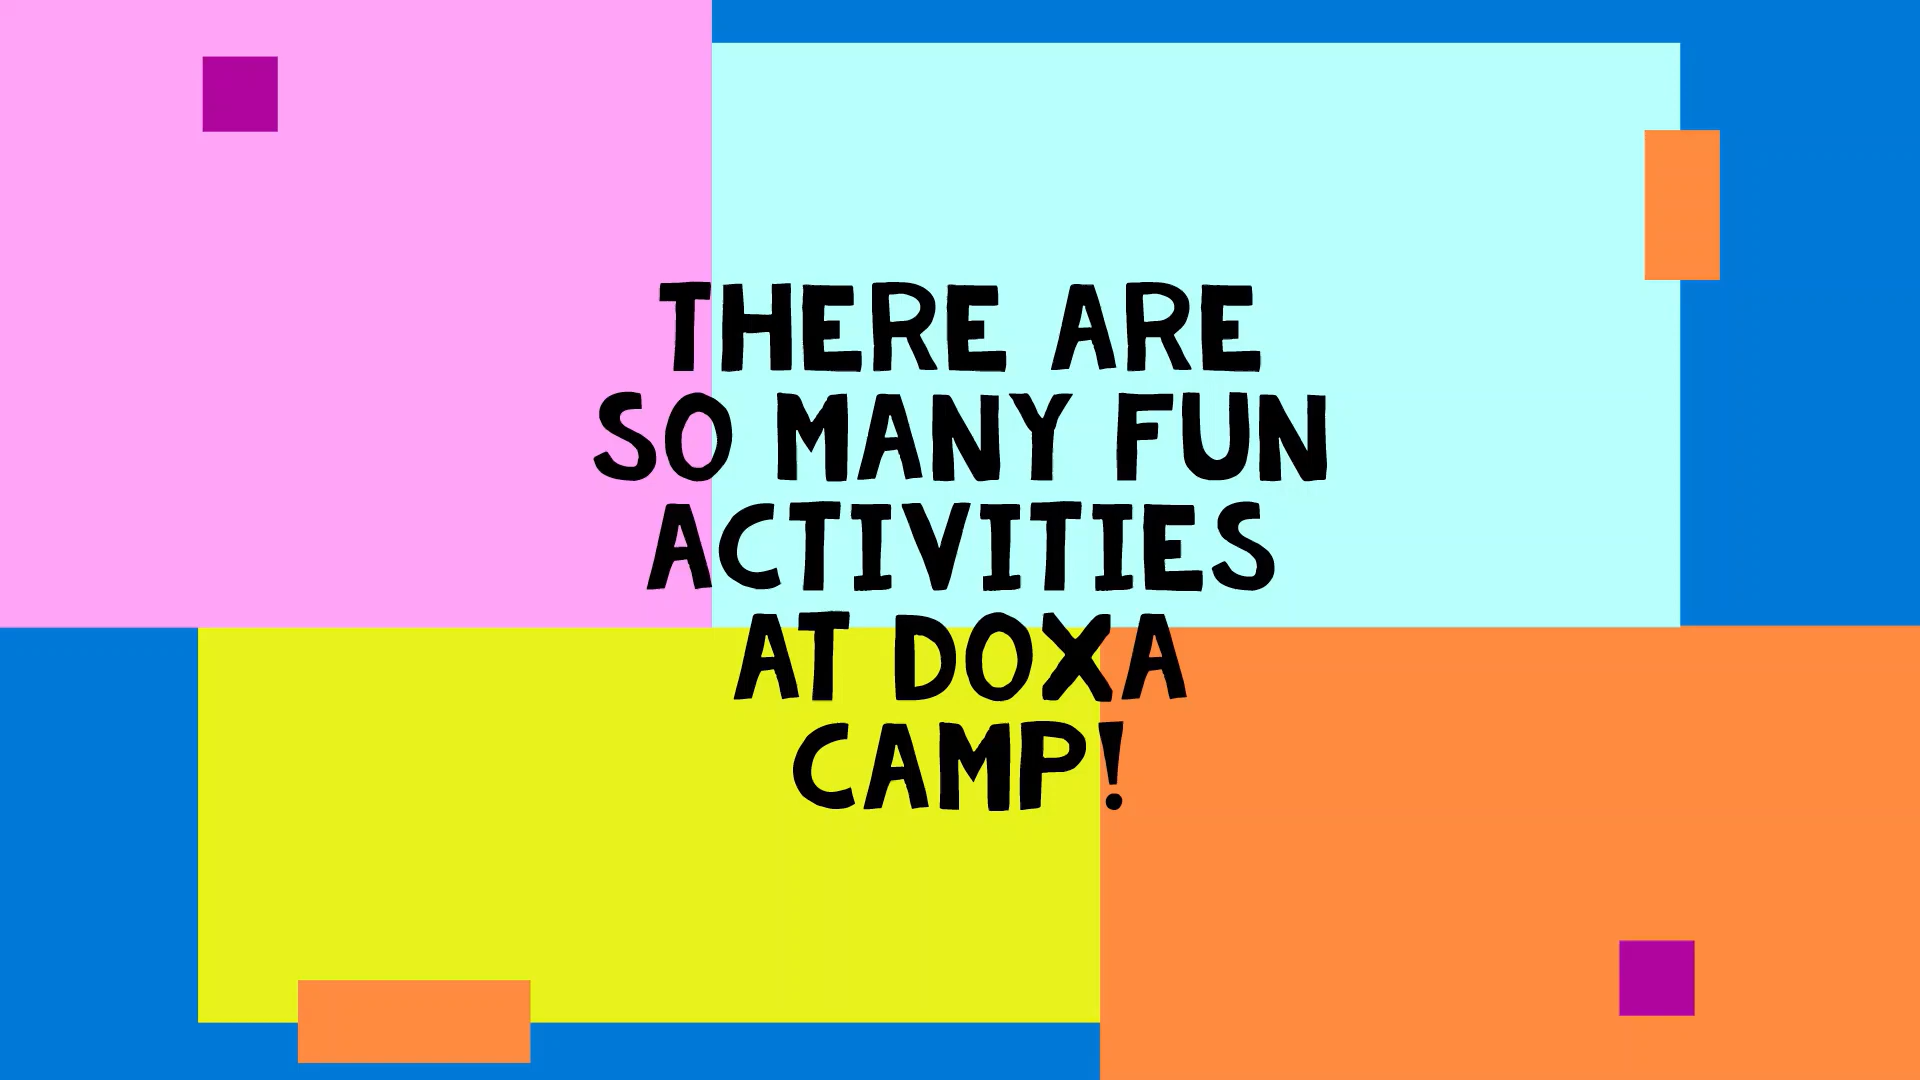 THERE ARE
SO MANY FUN
ACTIVITIES
AT DOXA
CAMP!